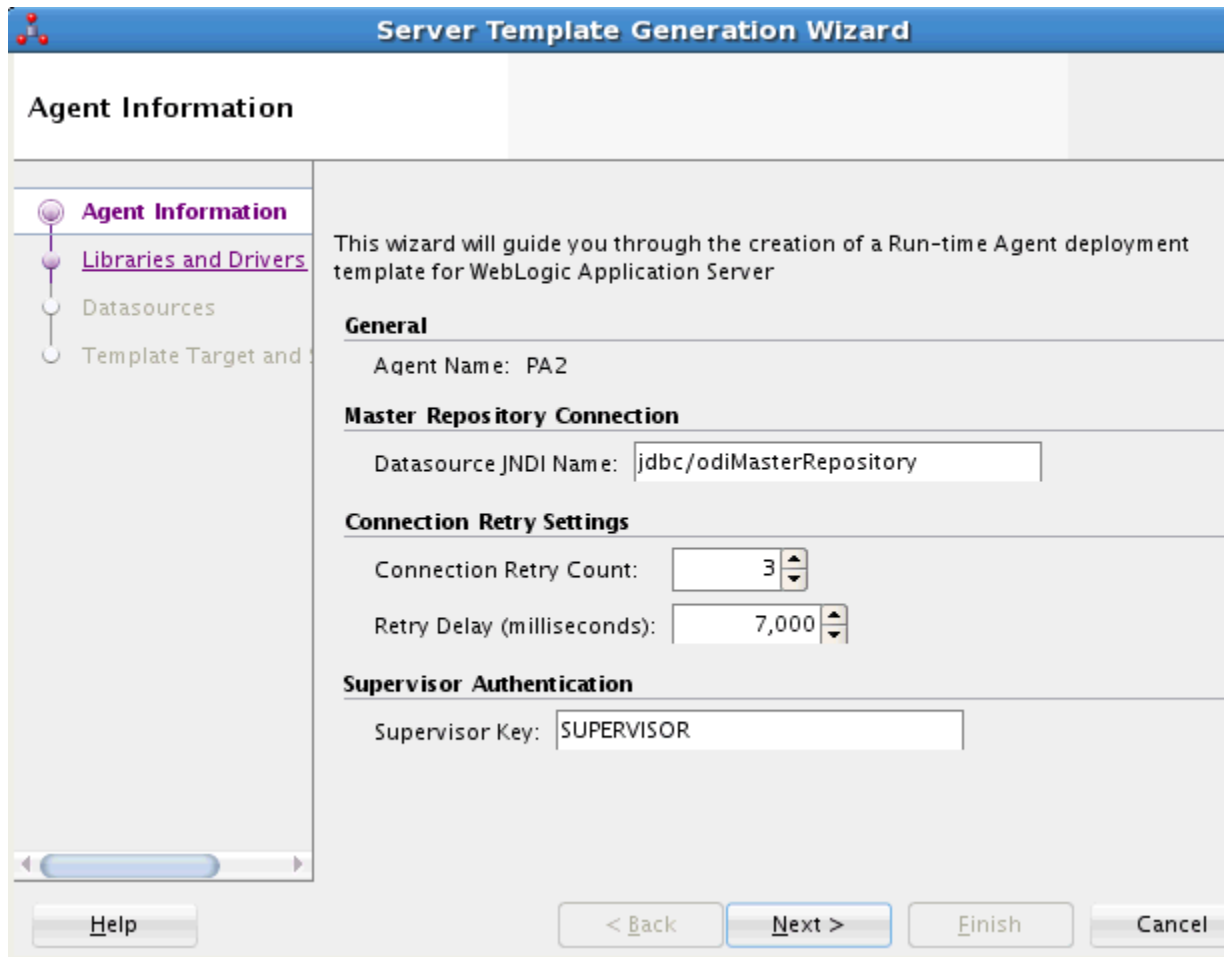 Server Template Generation Wizard
Agent Information
Agent Information
Libraries and Drivers
Datasources
Template Target and
This wizard will guide you through the creation of a Run-time Agent deployment
template for WebLogic Application Server
General
Agent Name: PA2
Master Repository Connection
Datasource JNDI Name: jdbc/odiMasterRepository
Connection Retry Settings
Connection Retry Count: 3
Retry Delay (milliseconds): 7,000
Supervisor Authentication
Supervisor Key: SUPERVISOR
Help
< Back
Next >
Finish
Cancel